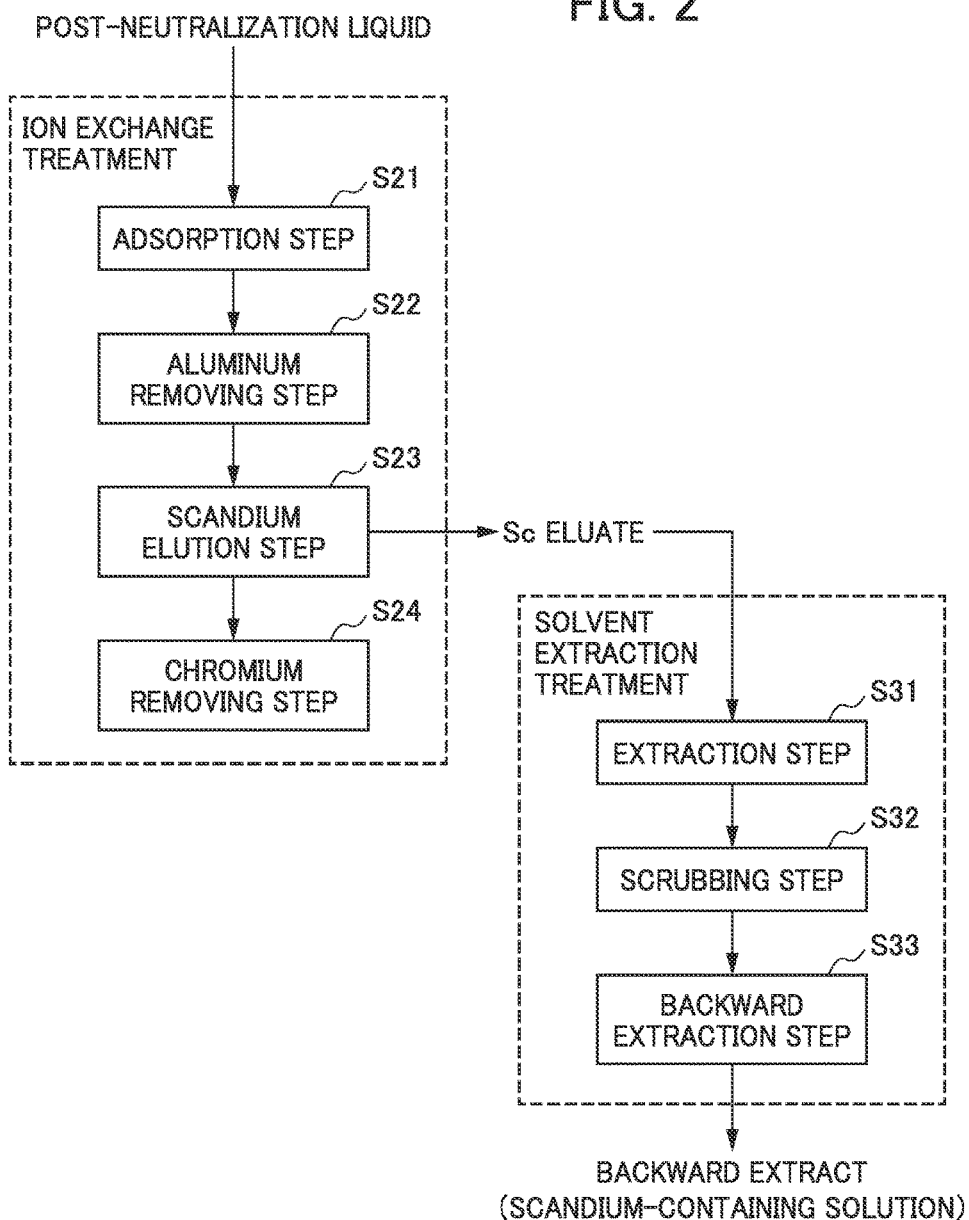 FIG. 2
POST-NEUTRALIZATION LIQUID
ION EXCHANGE
TREATMENT
S21
ADSORPTION STEP
S22
ALUMINUM
REMOVING STEP
S23
SCANDIUM
ELUTION STEP
Sc ELUATE
S24
CHROMIUM
REMOVING STEP
SOLVENT
EXTRACTION
TREATMENT
S31
EXTRACTION STEP
S32
SCRUBBING STEP
S33
BACKWARD
EXTRACTION STEP
BACKWARD EXTRACT
(SCANDIUM-CONTAINING SOLUTION)